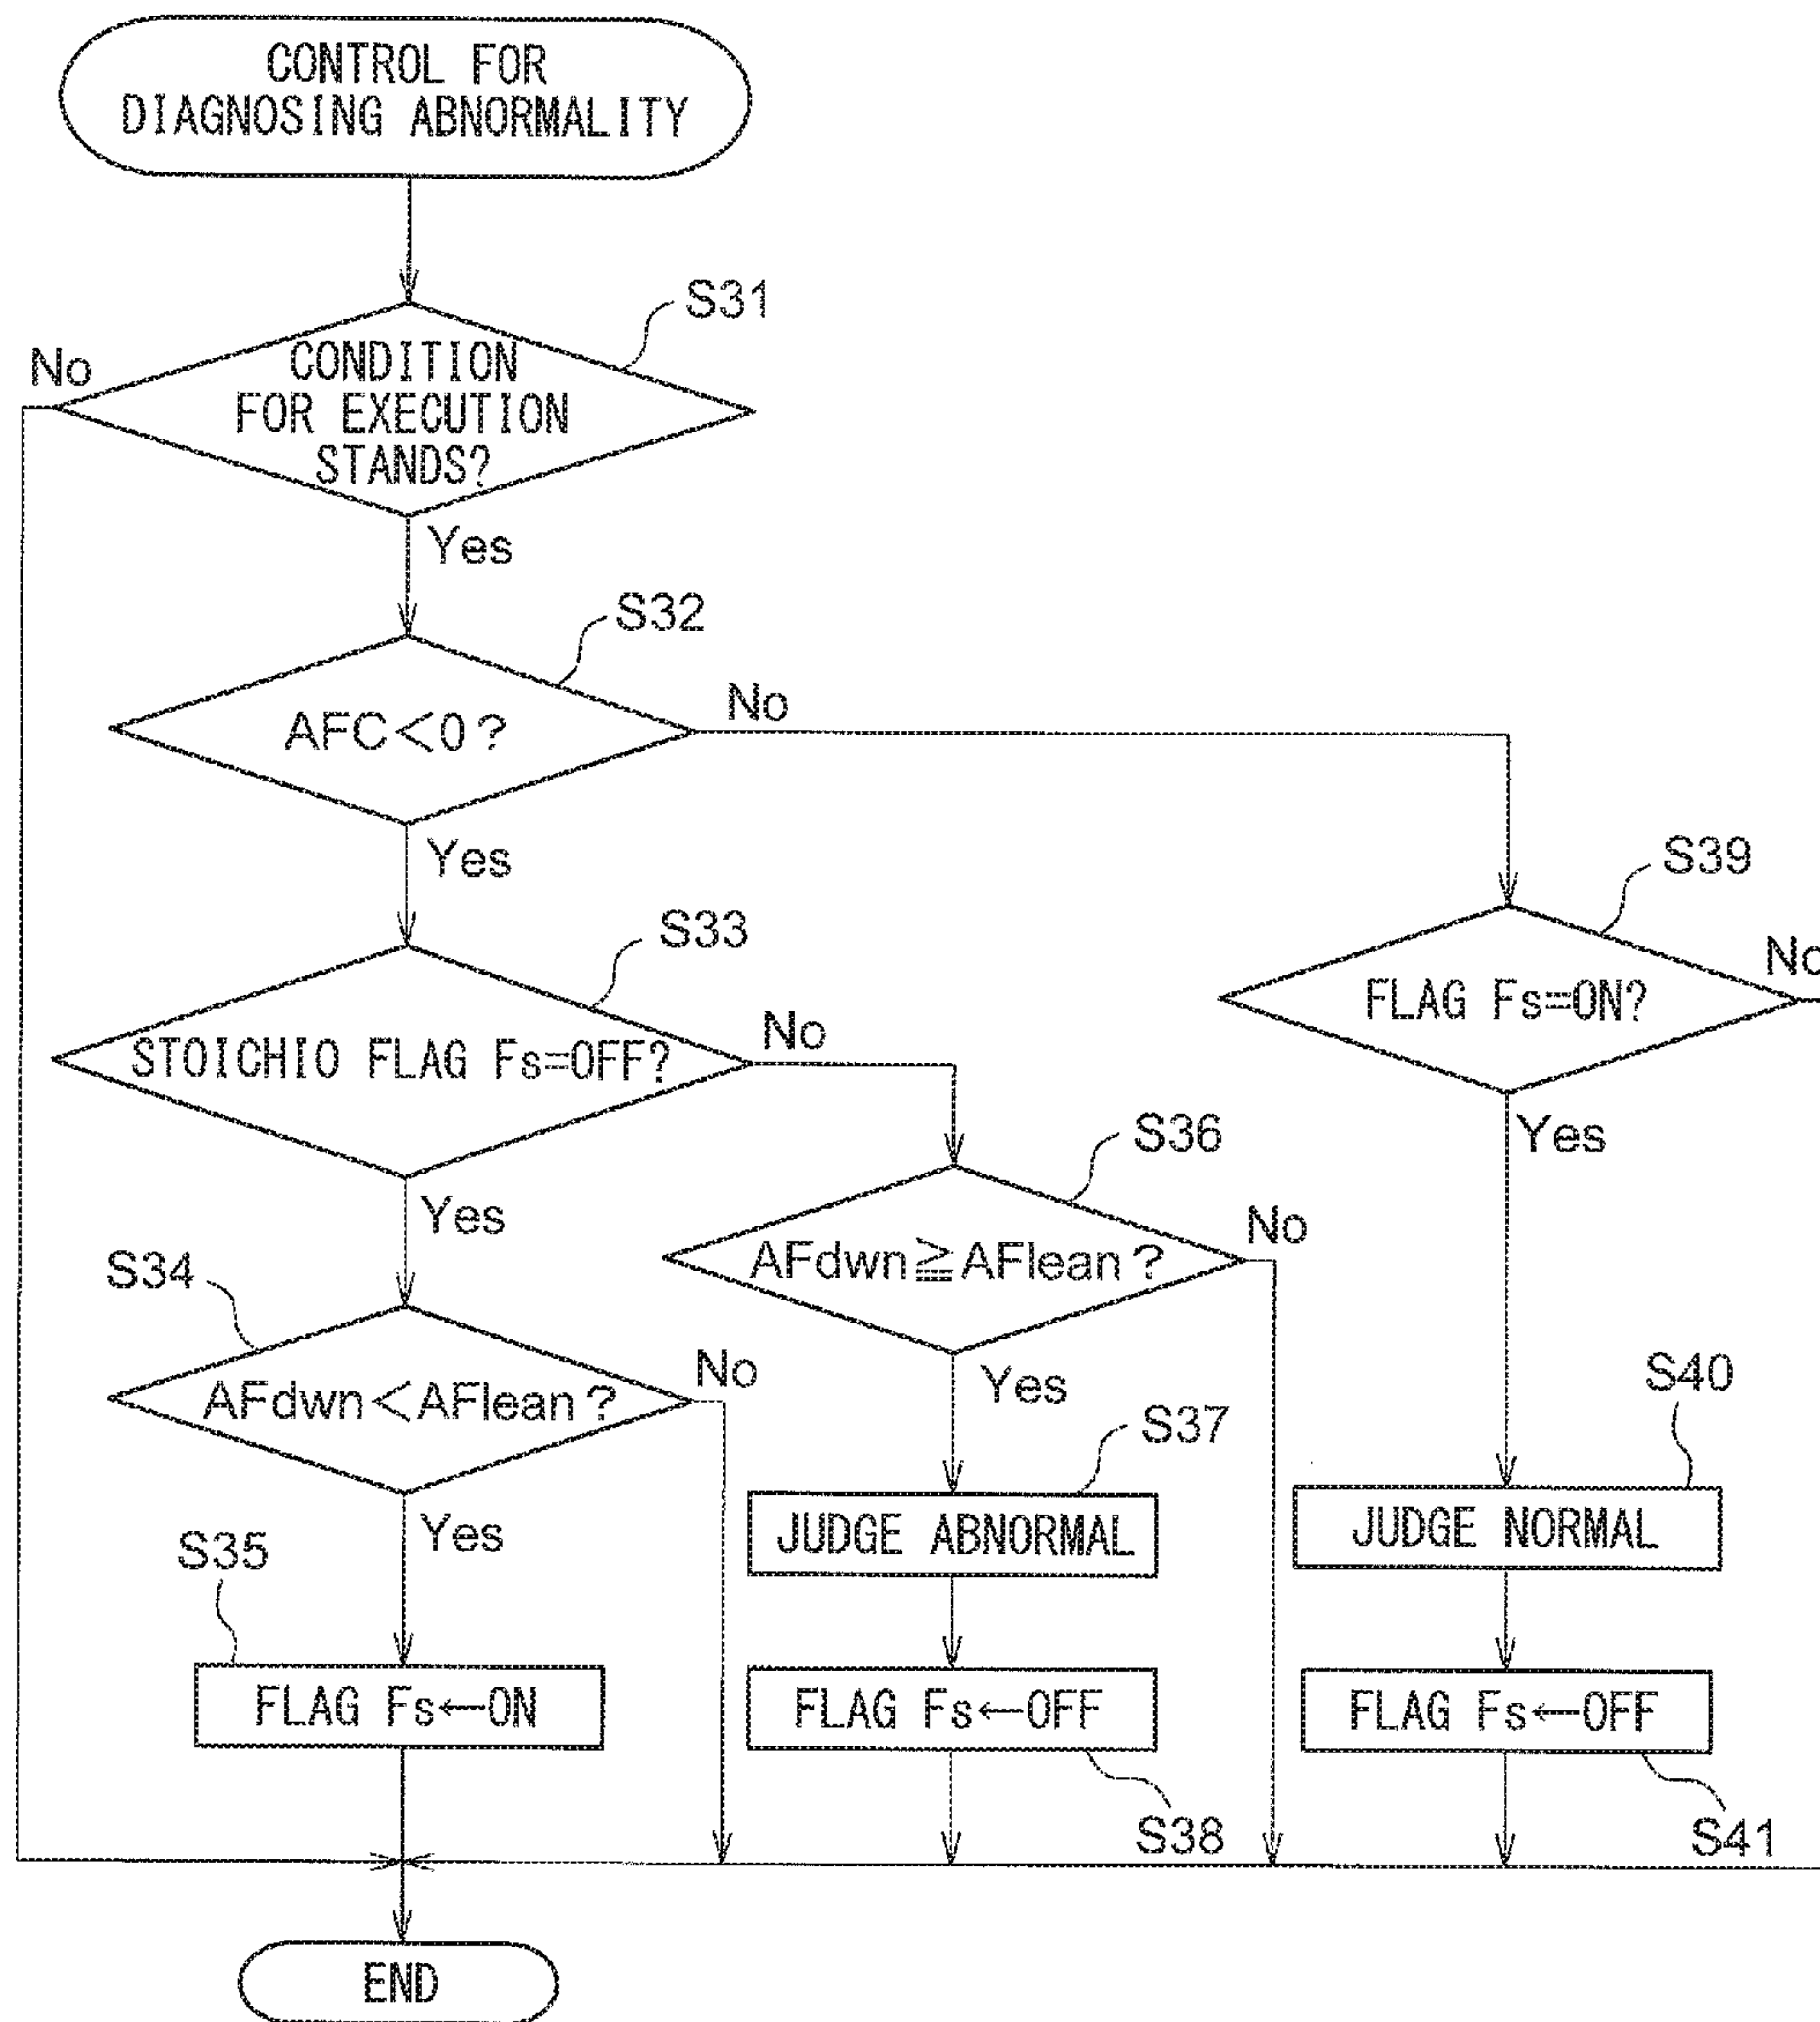 CONTROL FOR
DIAGNOSING ABNORMALITY
S31
No
CONDITION
FOR EXECUTION
STANDS?
Yes
S32
No
AFC<0?
Yes
S39
S33
No
FLAG Fs=ON?
No
STOICHIO FLAG Fs=OFF?
Yes
S36
Yes
No
S34
AFdwn≧AFlean?
No
AFdwn<AFlean?
Yes
S40
S37
Yes
JUDGE ABNORMAL
JUDGE NORMAL
S35
FLAG Fs←ON
FLAG Fs←OFF
FLAG Fs←OFF
S38
S41
END